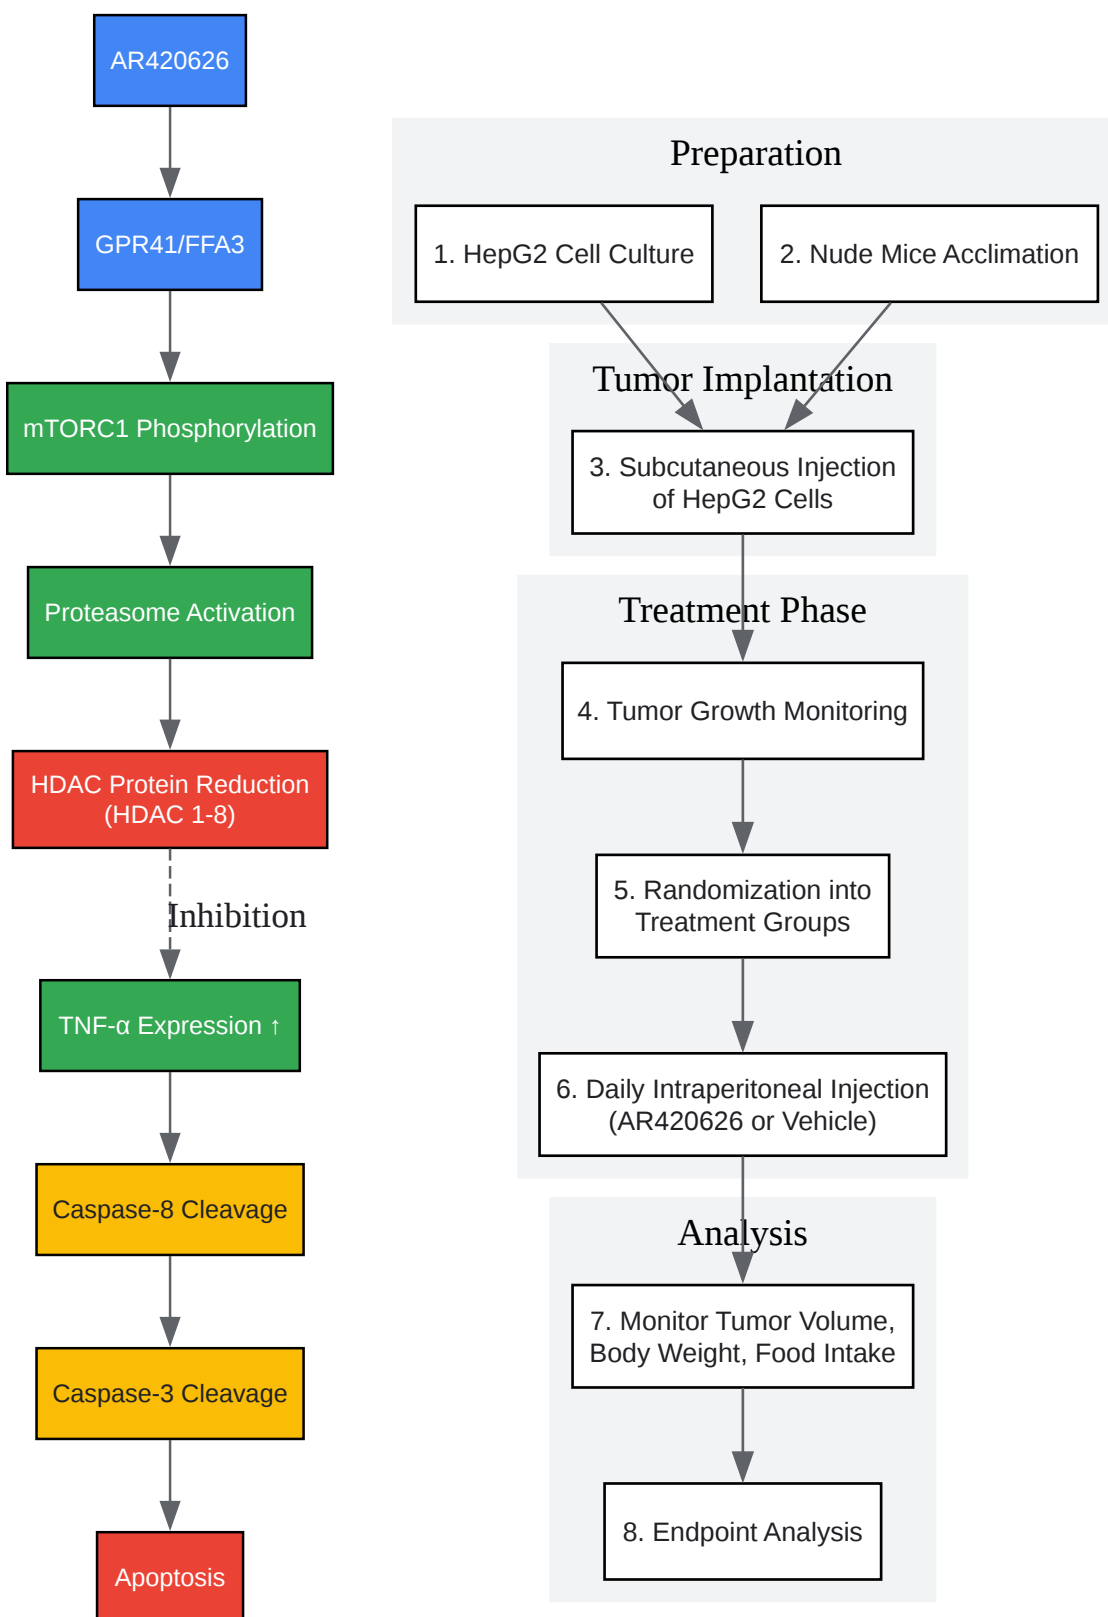 AR420626
GPR41/FFA3
mTORC1 Phosphorylation
Proteasome Activation
HDAC Protein Reduction
(HDAC 1-8)
Inhibition
TNF-α Expression ↑
Caspase-8 Cleavage
Caspase-3 Cleavage
Apoptosis
Preparation
1. HepG2 Cell Culture
2. Nude Mice Acclimation
Tumor Implantation
3. Subcutaneous Injection
of HepG2 Cells
Treatment Phase
4. Tumor Growth Monitoring
5. Randomization into
Treatment Groups
6. Daily Intraperitoneal Injection
(AR420626 or Vehicle)
Analysis
7. Monitor Tumor Volume,
Body Weight, Food Intake
8. Endpoint Analysis